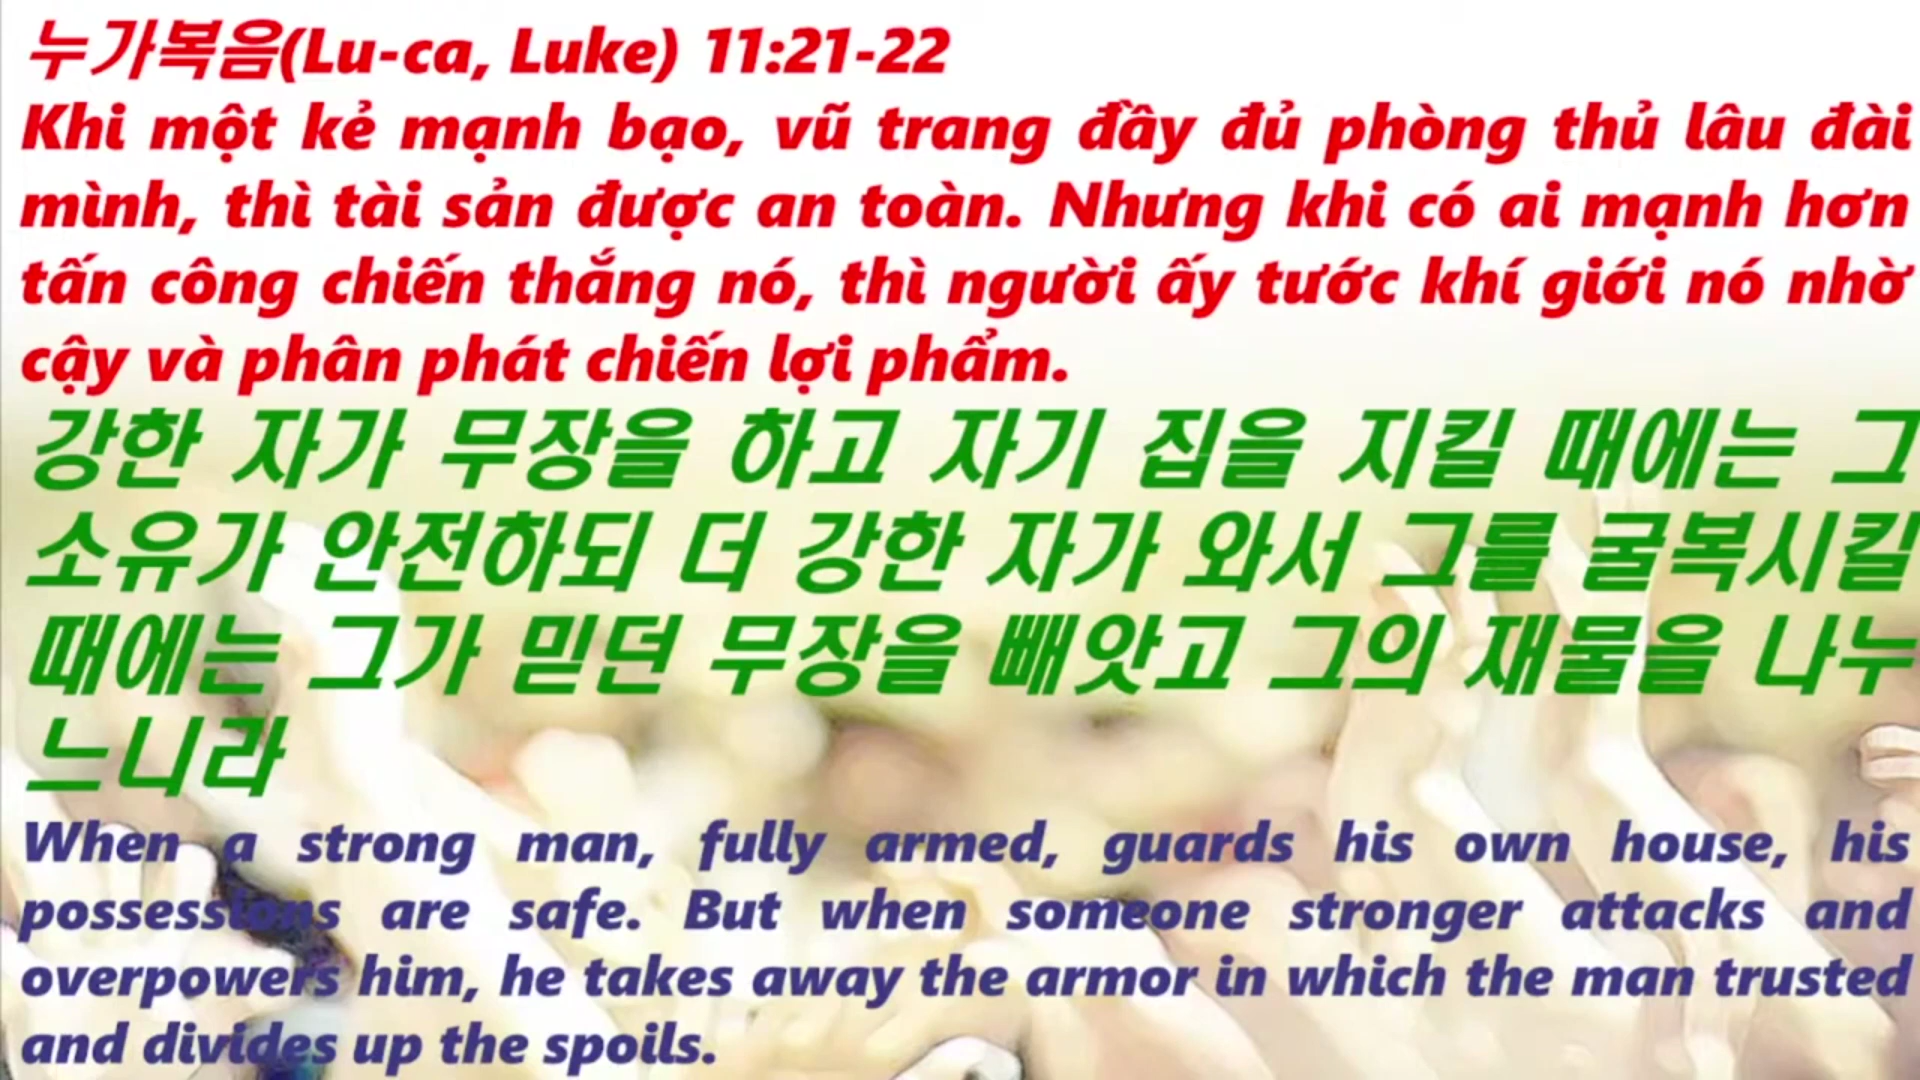 누가복음(Lu-ca, Luke) 11:21-22
Khi một kẻ mạnh bạo, vũ trang đầy đủ phòng thủ lâu đài
mình, thì tài sản được an toàn. Nhưng khi có ai mạnh hơn
tấn công chiến thắng nó, thì người ấy tước khí giới nó nhờ
cậy và phân phát chiến lợi phẩm.
강한 자가 무장을 하고 자기 집을 지킬 때에는 그
소유가 안전하되 더 강한 자가 와서 그를 굴복시킬
때에는 그가 믿던 무장을 빼앗고 그의 재물을 나누
느니라
When a strong man, fully armed, guards his own house, his
possessions are safe. But when someone stronger attacks and
overpowers him, he takes away the armor in which the man trusted
and divides up the spoils.